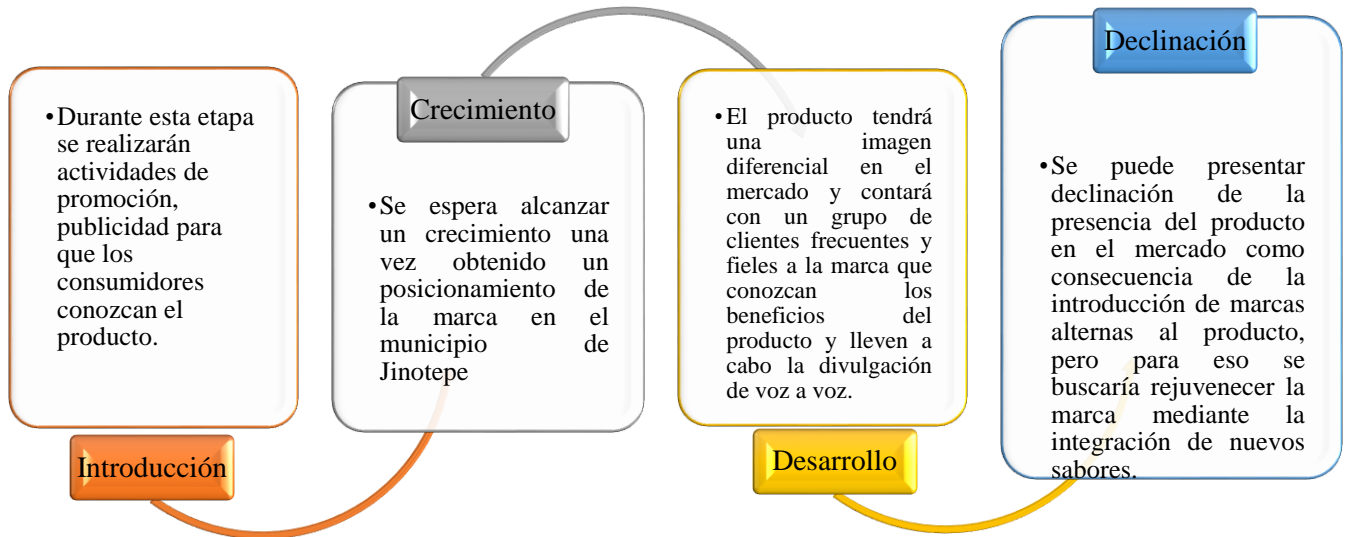 •Durante esta etapa
se realizarán
actividades de
promoción,
publicidad para
que los
consumidores
conozcan el
producto.
Introducción
Crecimiento
•Se espera alcanzar
un crecimiento una
vez obtenido un
posicionamiento de
la marca en el
municipio de
Jinotepe
•El producto tendrá
una imagen
diferencial en el
mercado y contará
con un grupo de
clientes frecuentes y
fieles a la marca que
conozcan los
beneficios del
producto y lleven a
cabo la divulgación
de voz a voz.
Desarrollo
Declinación
•Se puede presentar
declinación de la
presencia del producto
en el mercado como
consecuencia de la
introducción de marcas
alternas al producto,
pero para eso se
buscaría rejuvenecer la
marca mediante la
integración de nuevos
sabores.